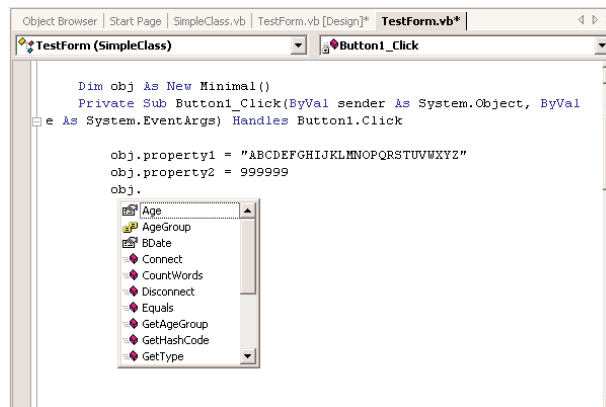 Object Browser | Start Page | SimpleClass.vb | TestForm.vb [Design]* TestForm.vb*
TestForm (SimpleClass) Button1_Click
Dim obj As New Minimal()
Private Sub Button1_Click(ByVal sender As System.Object, ByVal
e As System.EventArgs) Handles Button1.Click
obj.property1 = "ABCDEFGHIJKLMNOPQRSTUVWXYZ"
obj.property2 = 999999
obj.
Age
AgeGroup
BDate
Connect
CountWords
Disconnect
Equals
GetAgeGroup
GetHashCode
GetType